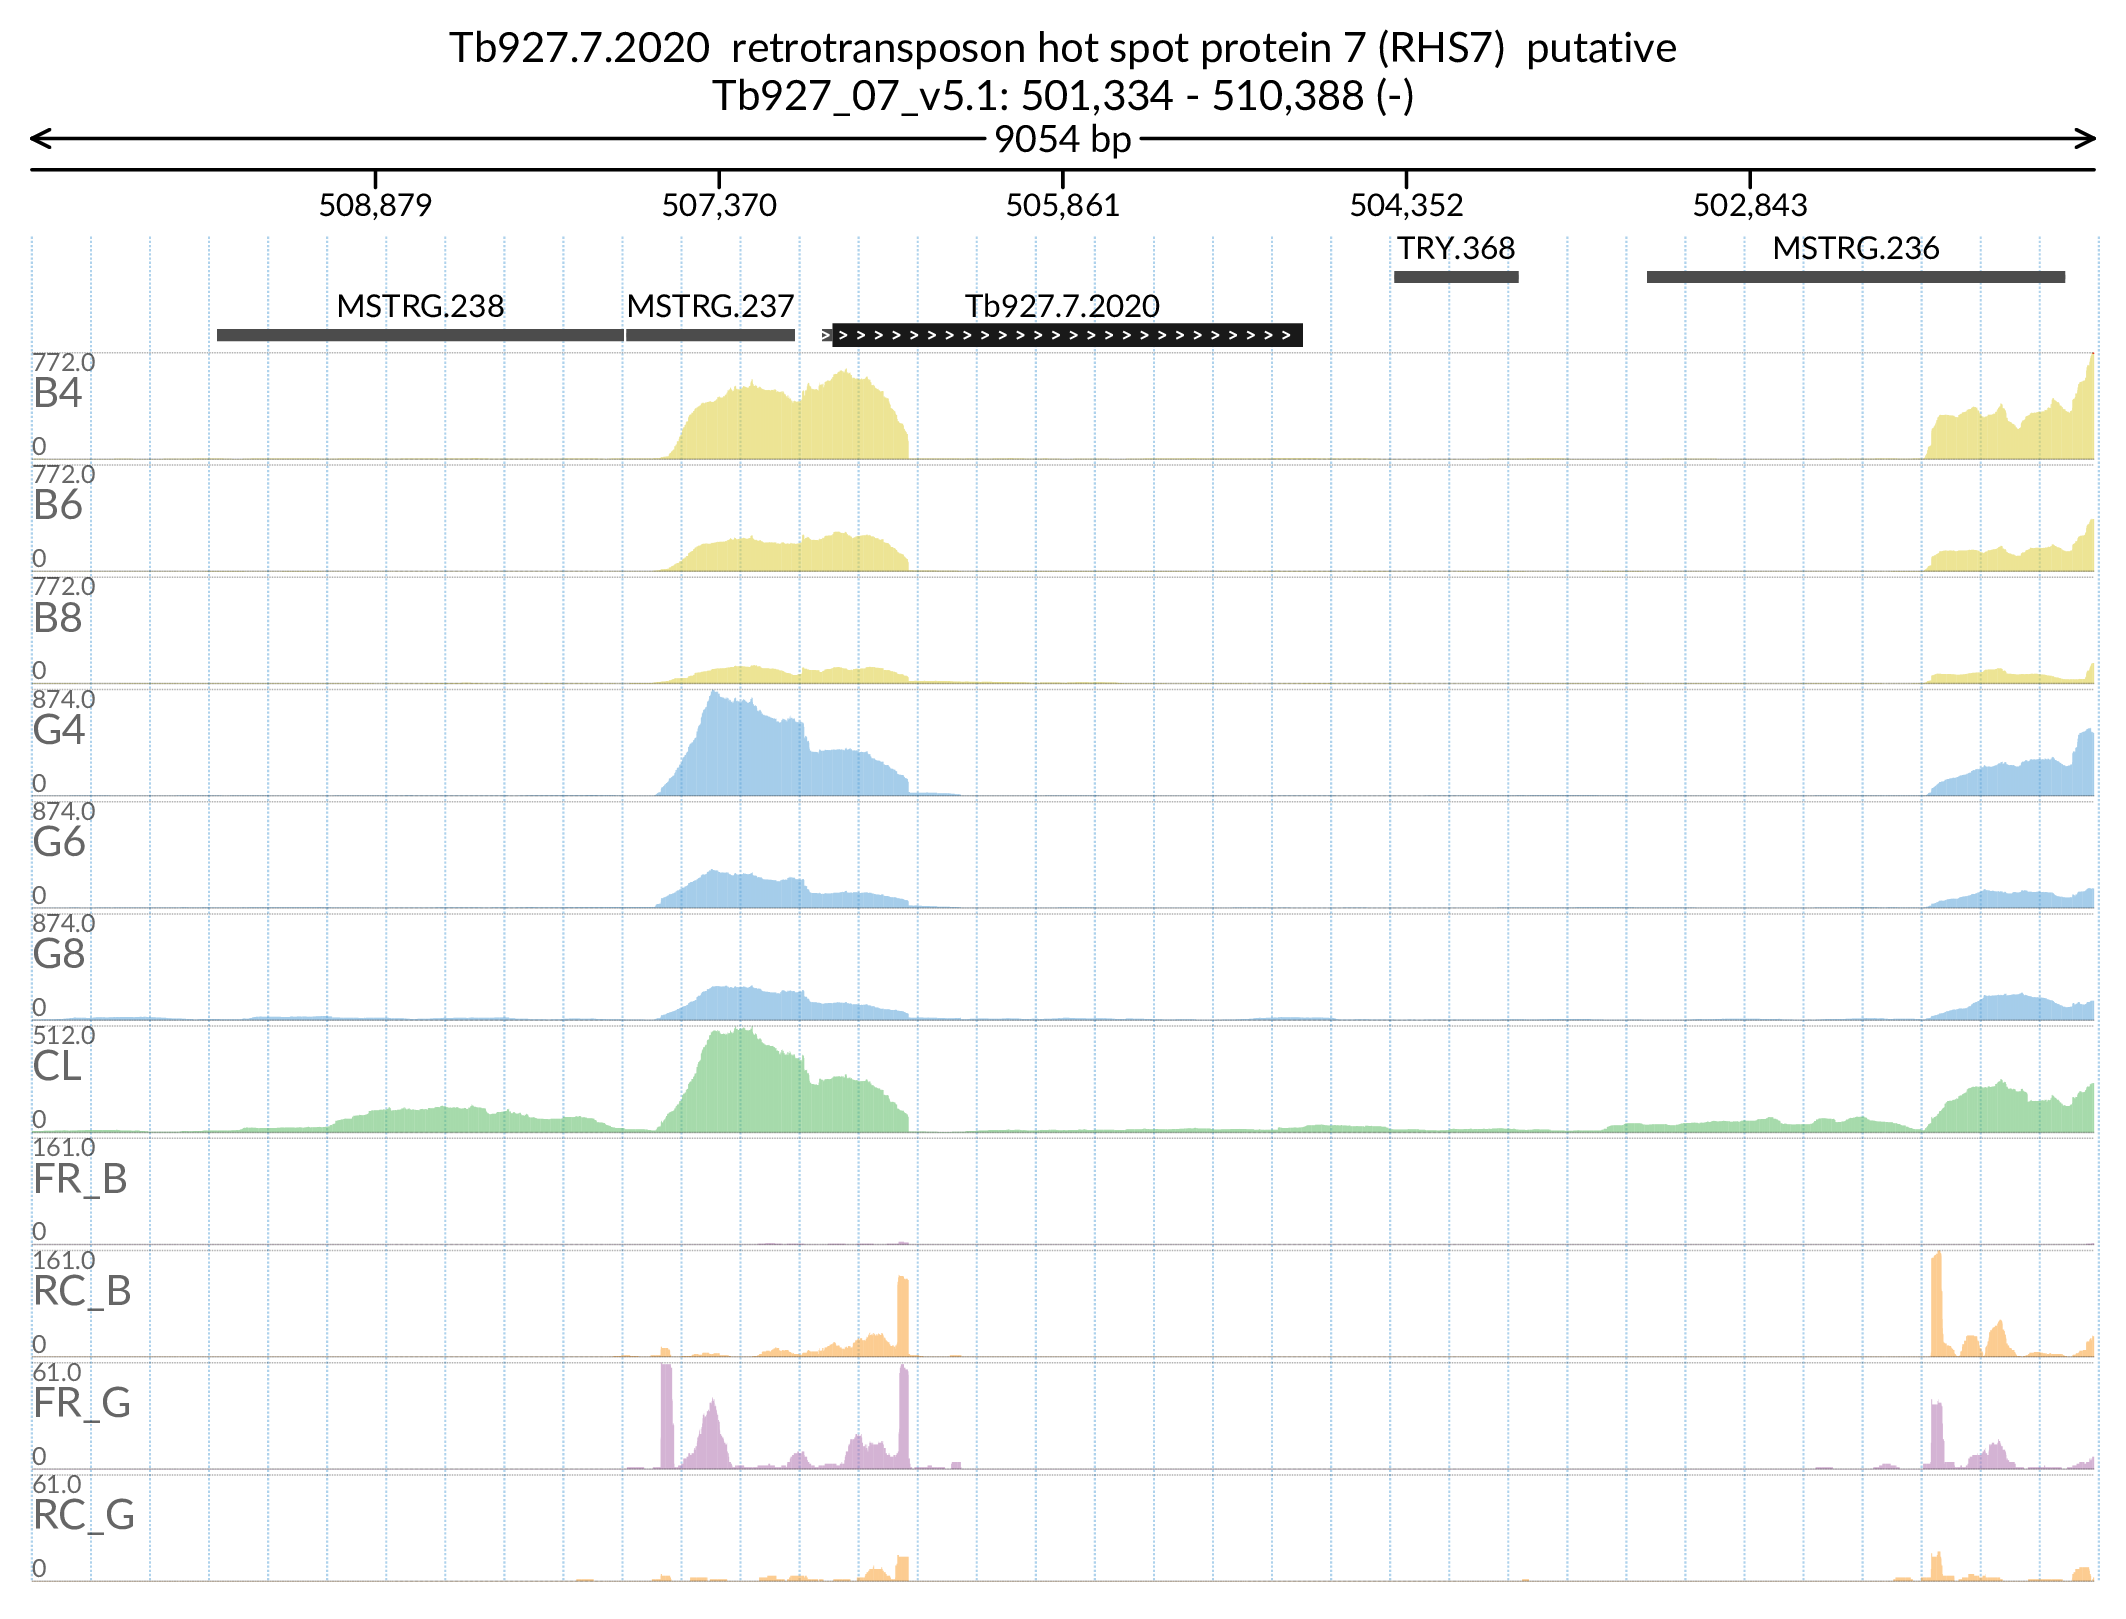 Tb927.7.2020 retrotransposon hot spot protein 7 (RHS7) putative
Tb927_07_v5.1: 501,334 - 510,388 (-)
9054 bp
508,879 507,370 505,861 504,352 502,843
TRY.368 MSTRG.236
MSTRG.238 MSTRG.237 Tb927.7.2020
772.0
B4
0
772.0
B6
0
772.0
B8
0
874.0
G4
0
874.0
G6
0
874.0
G8
0
512.0
CL
0
161.0
FR_B
0
161.0
RC_B
0
61.0
FR_G
0
61.0
RC_G
0